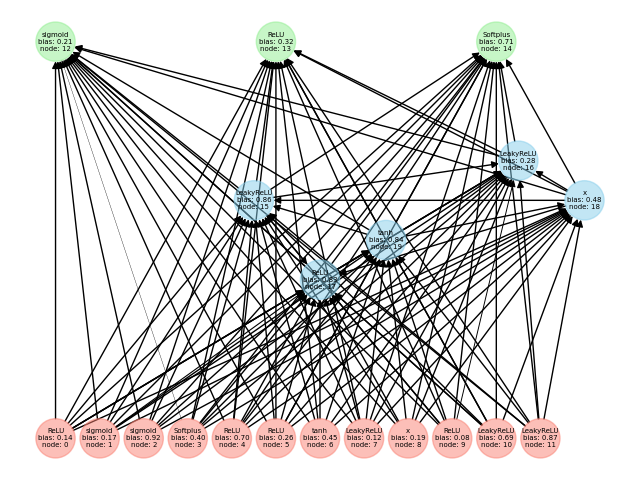 sigmoid
bias: 0.21
node: 12
ReLU
bias: 0.32
node: 13
Softplus
bias: 0.71
node: 14
LeakyReLU
bias: 0.28
node: 16
LeakyReLU
bias: 0.86
node: 15
x
bias: 0.48
node: 18
tanh
bias: 0.84
node: 19
ReLU
bias:
node: 17
ReLU
bias: 0.14
node: 0
sigmoid
bias: 0.17
node: 1
sigmoid
bias: 0.92
node: 2
Softplus
bias: 0.40
node: 3
ReLU
bias: 0.70
node: 4
ReLU
bias: 0.26
node: 5
tanh
bias: 0.45
node: 6
LeakyReLU
bias: 0.12
node: 7
x
bias: 0.19
node: 8
ReLU
bias: 0.08
node: 9
LeakyReLU
bias: 0.69
node: 10
LeakyReLU
bias: 0.87
node: 11